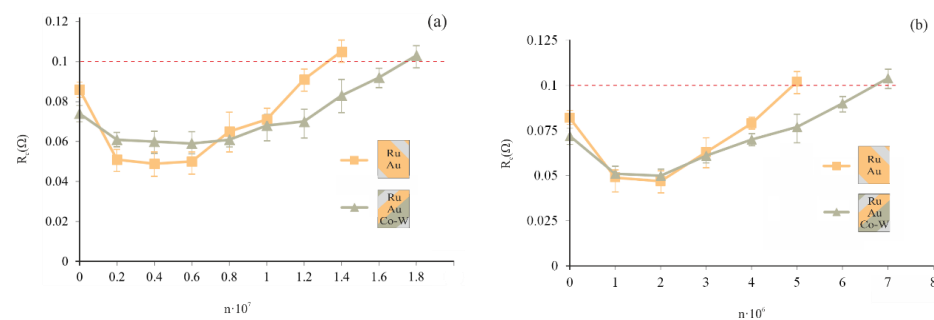 (a)
0.12
0.1
0.08
0.06
0.04
0.02
0
R꜀(Ω)
0 0.2 0.4 0.6 0.8 1 1.2 1.4 1.6 1.8
n·10⁷
Ru
Au
Ru
Au
Co-W
(b)
0.125
0.1
0.075
0.05
0.025
0
R꜀(Ω)
0 1 2 3 4 5 6 7 8
n·10⁶
Ru
Au
Ru
Au
Co-W